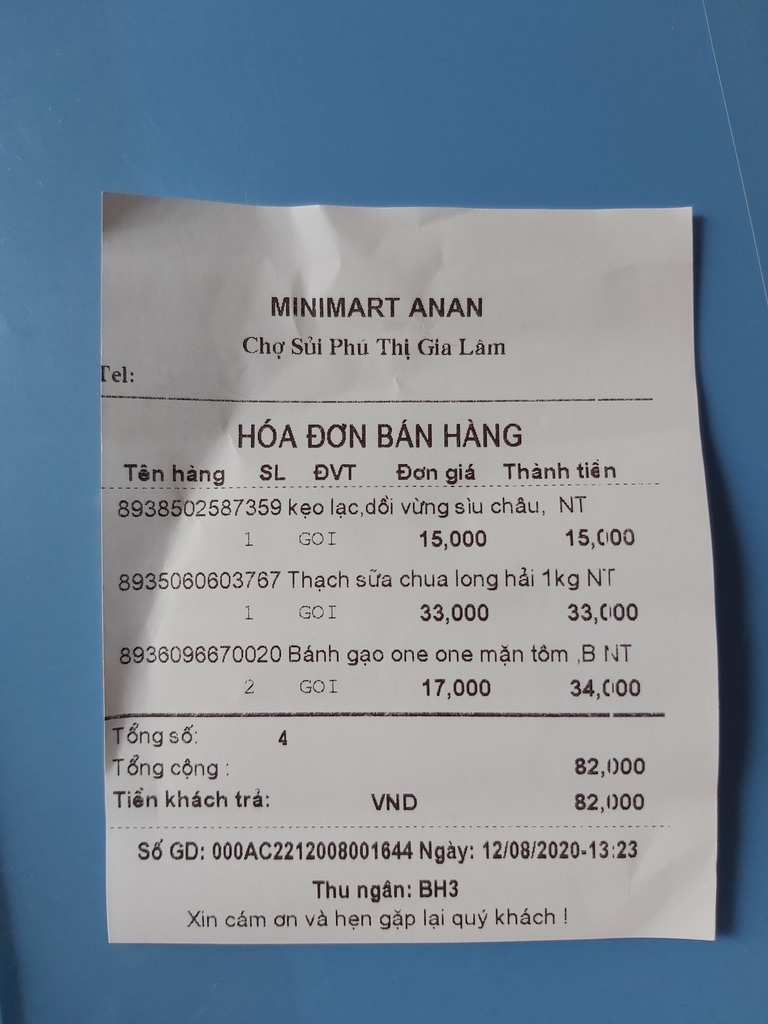 MINIMART ANAN
Chợ Sủi Phú Thị Gia Lâm
Tel:
HÓA ĐƠN BÁN HÀNG
Tên hàng SL ĐVT Đơn giá Thành tiền
8938502587359 kẹo lạc,dồi vừng sìu châu, NT
1 GOI 15,000 15,000
8935060603767 Thạch sữa chua long hải 1kg NT
1 GOI 33,000 33,000
8936096670020 Bánh gạo one one mặn tôm ,B NT
2 GOI 17,000 34,000
Tổng số: 4
Tổng cộng : 82,000
Tiền khách trả: VND 82,000
Số GD: 000AC2212008001644 Ngày: 12/08/2020-13:23
Thu ngân: BH3
Xin cám ơn và hẹn gặp lại quý khách !